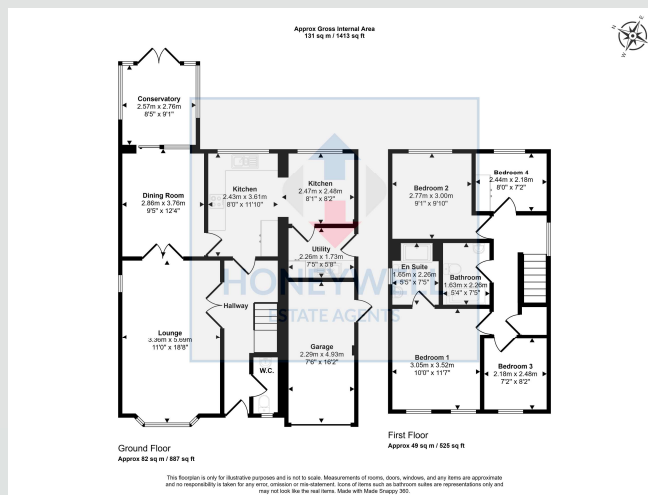 Approx Gross Internal Area
131 sq m / 1413 sq ft
N
E
S
W
Conservatory
2.57m x 2.76m
8'5" x 9'1"
Dining Room
2.86m x 3.76m
9'5" x 12'4"
Kitchen
2.43m x 3.61m
8'0" x 11'10"
Kitchen
2.47m x 2.48m
8'1" x 8'2"
Utility
2.26m x 1.73m
7'5" x 5'8"
Hallway
Lounge
3.36m x 5.69m
11'0" x 18'8"
W.C.
Garage
2.29m x 4.93m
7'6" x 16'2"
Bedroom 2
2.77m x 3.00m
9'1" x 9'10"
Bedroom 4
2.44m x 2.18m
8'0" x 7'2"
En Suite
1.65m x 2.26m
5'5" x 7'5"
Bathroom
1.63m x 2.26m
5'4" x 7'5"
Bedroom 1
3.05m x 3.52m
10'0" x 11'7"
Bedroom 3
2.18m x 2.48m
7'2" x 8'2"
HONEYWELL
ESTATE AGENTS
Ground Floor
Approx 82 sq m / 887 sq ft
First Floor
Approx 49 sq m / 525 sq ft
This floorplan is only for illustrative purposes and is not to scale. Measurements of rooms, doors, windows, and any items are approximate
and no responsibility is taken for any error, omission or mis-statement. Icons of items such as bathroom suites are representations only and
may not look like the real items. Made with Made Snappy 360.